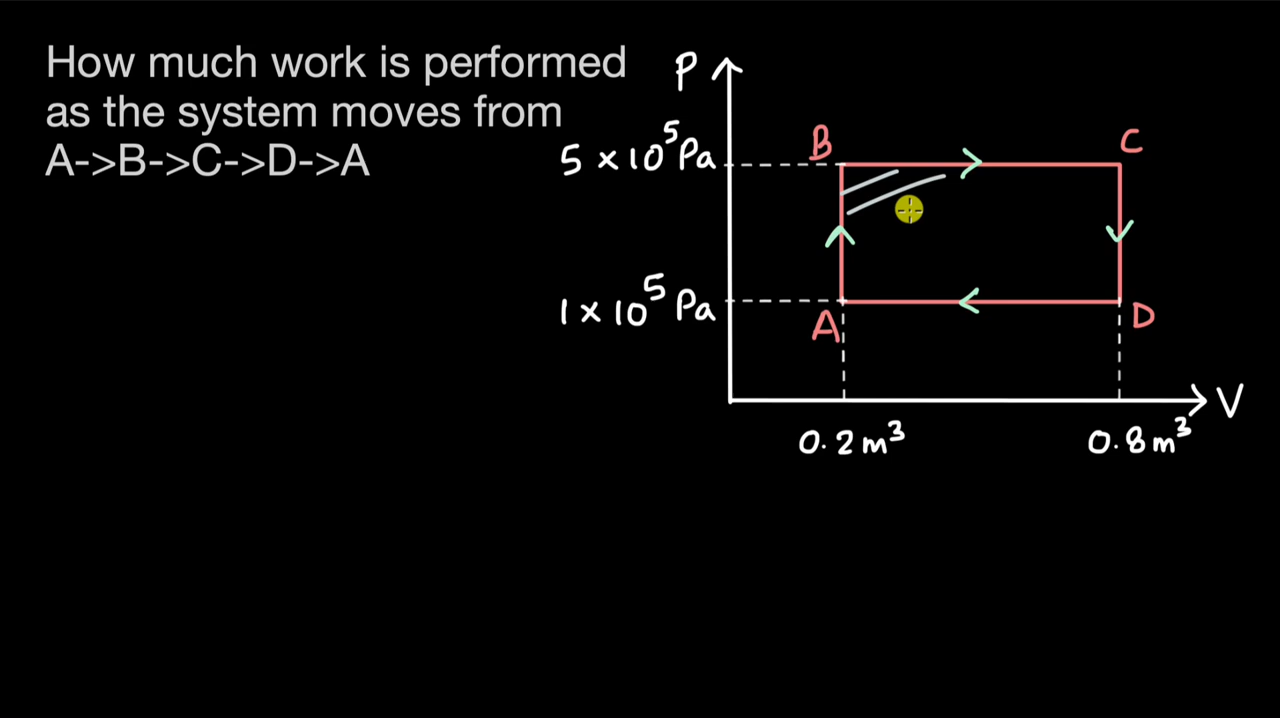 How much work is performed
as the system moves from
A->B->C->D->A
P
5 × 10⁵ Pa
B
C
1 × 10⁵ Pa
A
D
V
0.2 m³
0.8 m³